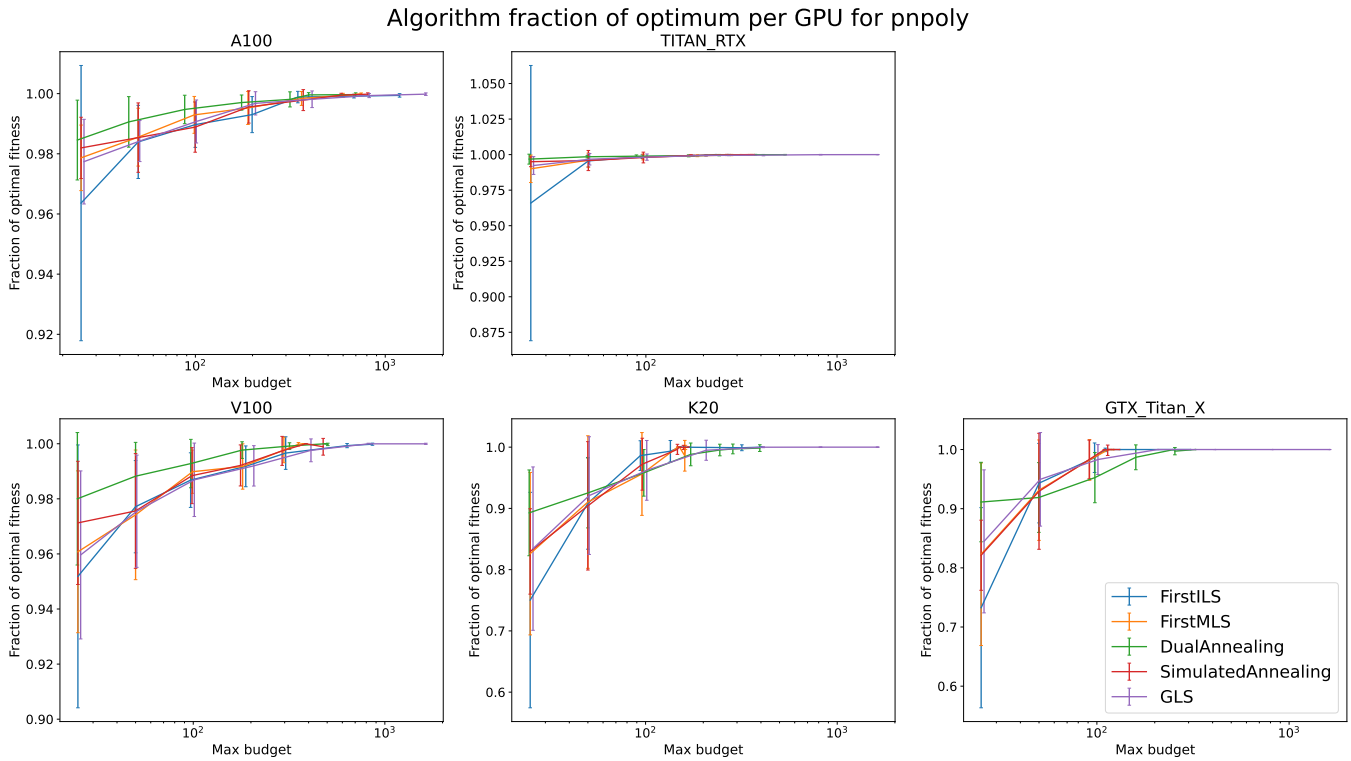 Algorithm fraction of optimum per GPU for pnpoly
A100
Fraction of optimal fitness
1.00
0.98
0.96
0.94
0.92
10²
10³
Max budget
TITAN_RTX
Fraction of optimal fitness
1.050
1.025
1.000
0.975
0.950
0.925
0.900
0.875
10²
10³
Max budget
V100
Fraction of optimal fitness
1.00
0.98
0.96
0.94
0.92
0.90
10²
10³
Max budget
K20
Fraction of optimal fitness
1.0
0.9
0.8
0.7
0.6
10²
10³
Max budget
GTX_Titan_X
Fraction of optimal fitness
1.0
0.9
0.8
0.7
0.6
10²
10³
Max budget
FirstILS
FirstMLS
DualAnnealing
SimulatedAnnealing
GLS